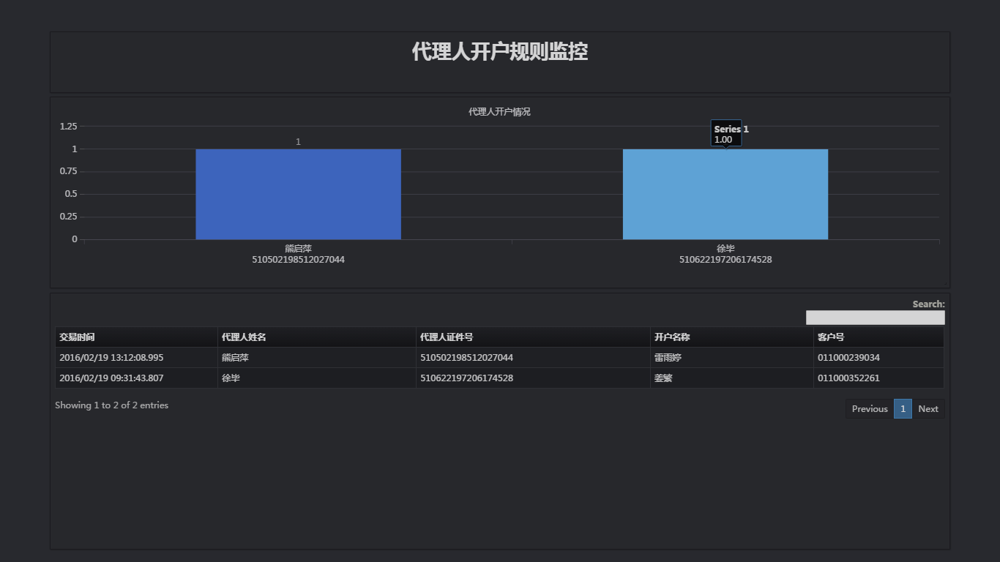 代理人开户规则监控
代理人开户情况
1.25
1
0.75
0.5
0.25
0
1
Series 1
1.00
熊启萍
510502198512027044
徐毕
510622197206174528
Search:
交易时间 代理人姓名 代理人证件号 开户名称 客户号
2016/02/19 13:12:08.995 熊启萍 510502198512027044 雷雨婷 011000239034
2016/02/19 09:31:43.807 徐毕 510622197206174528 姜繁 011000352261
Showing 1 to 2 of 2 entries
Previous 1 Next